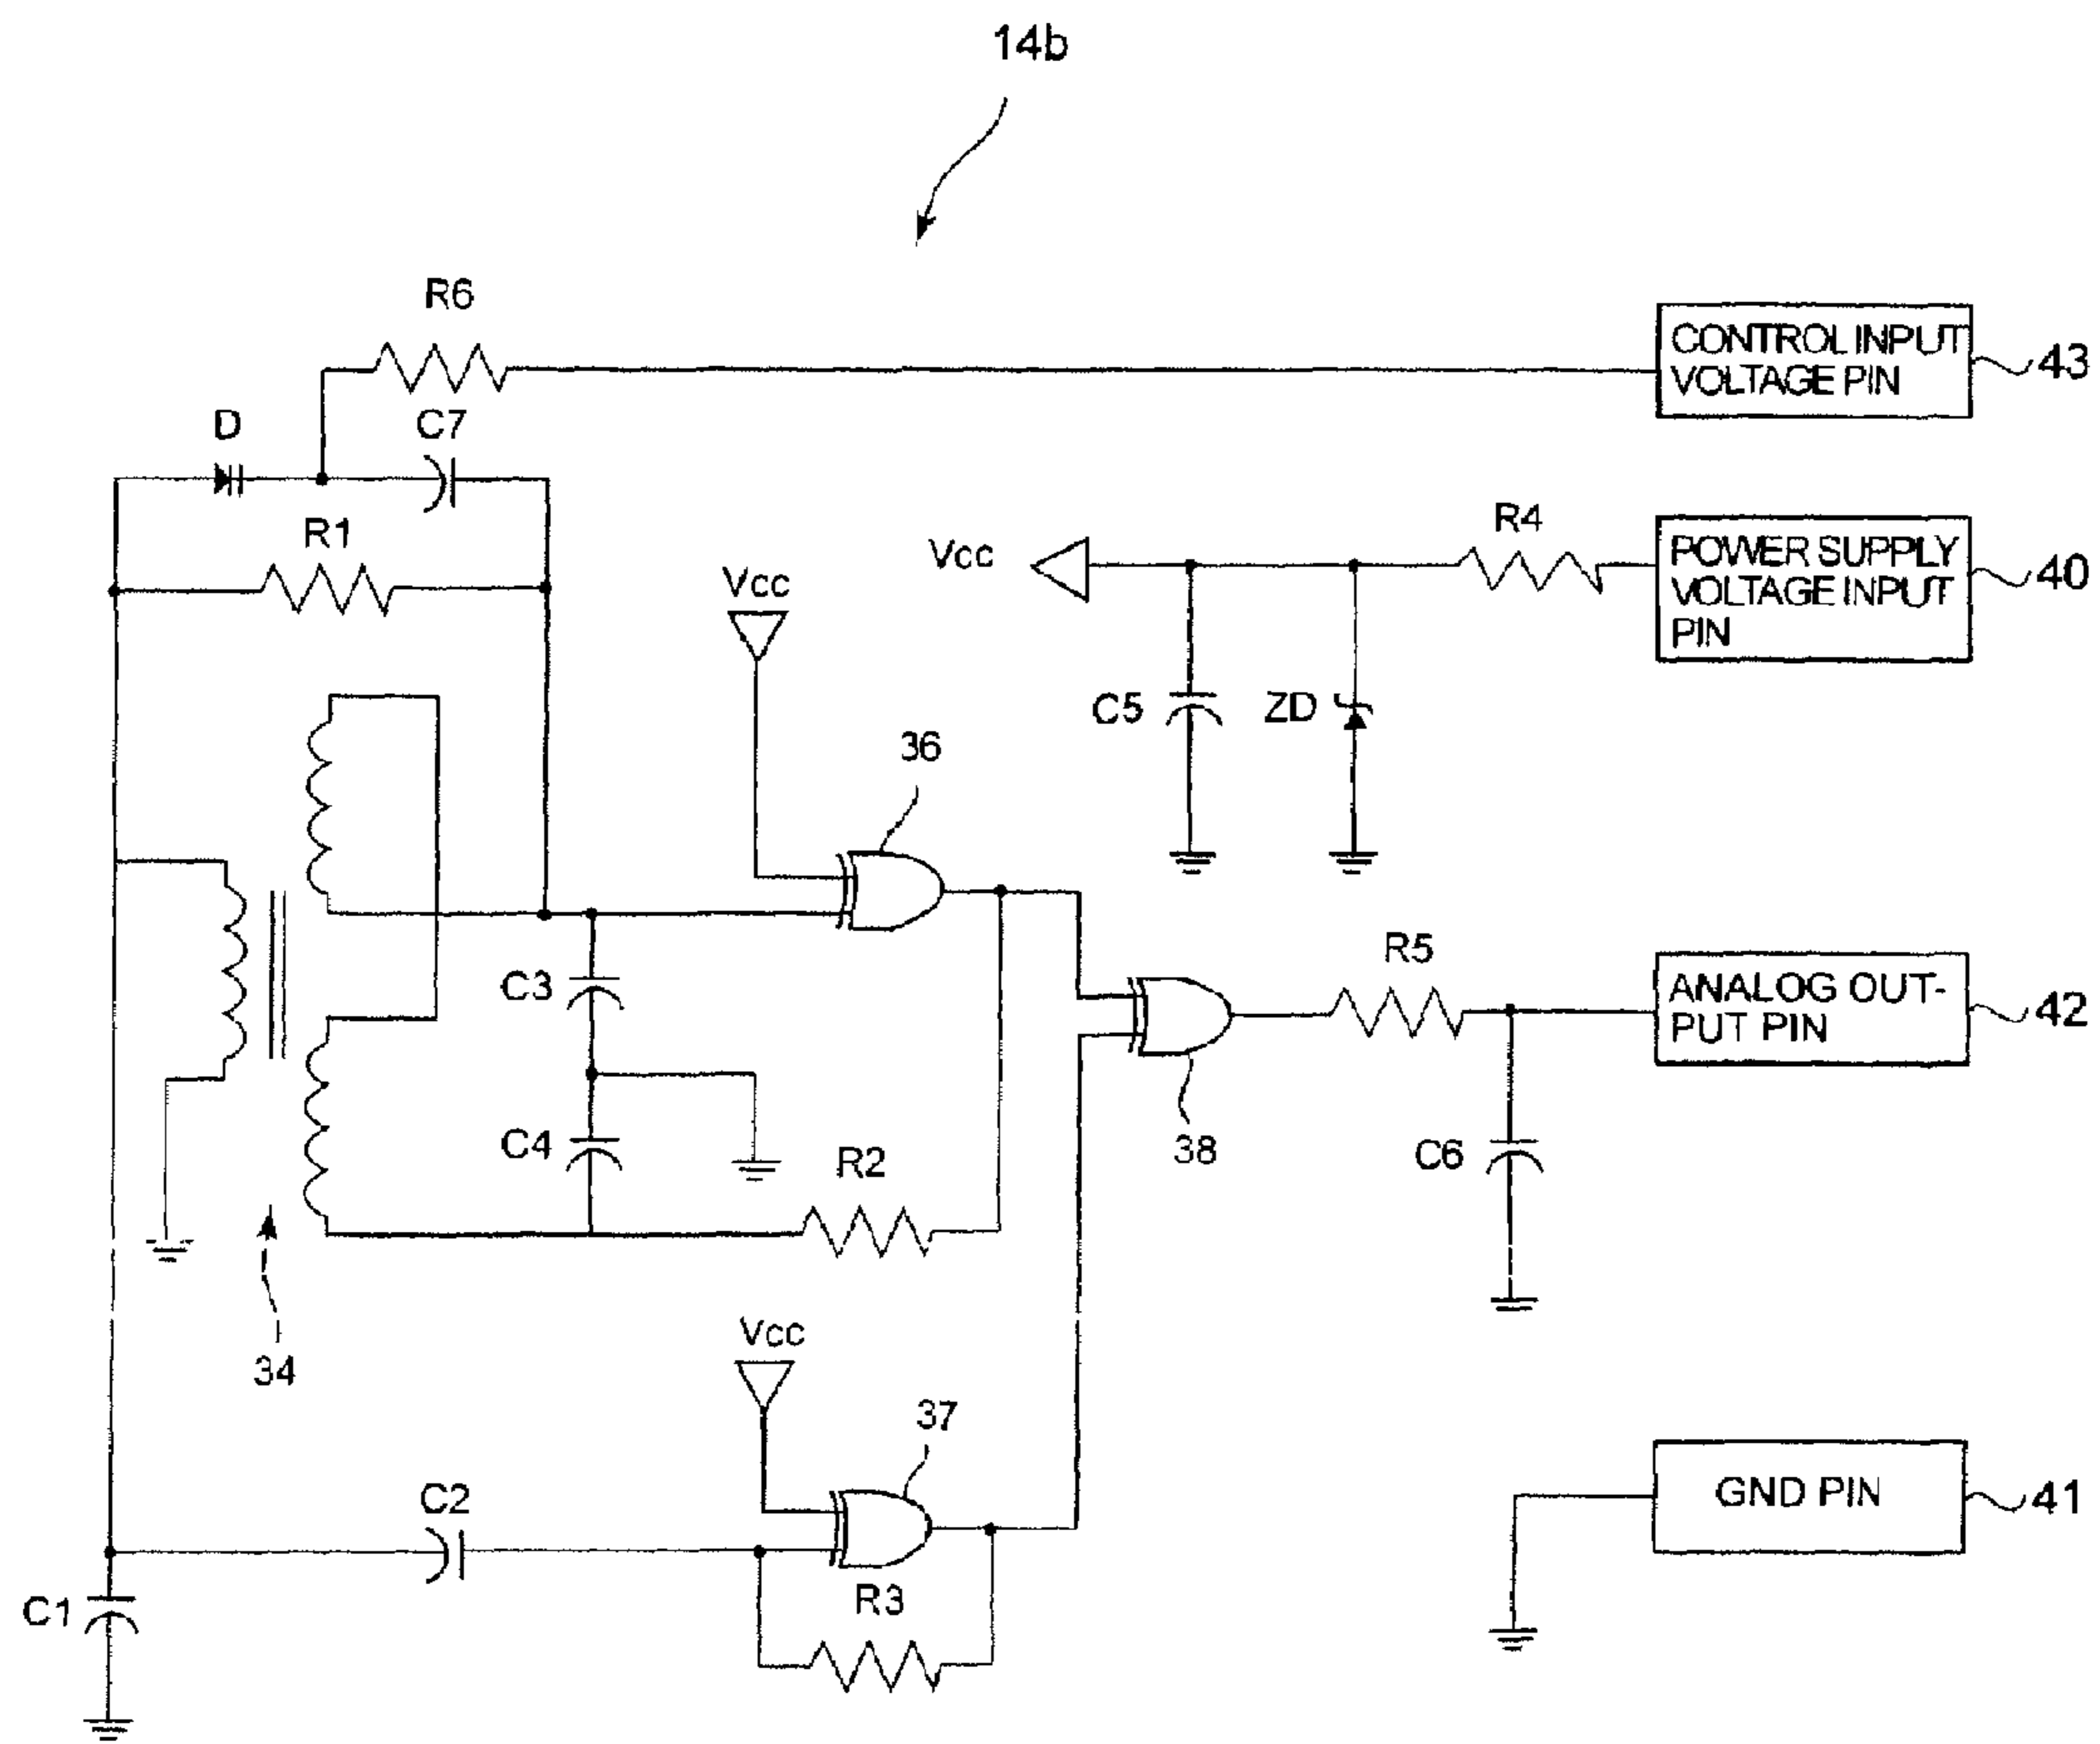 14b
R6
CONTROL INPUT
VOLTAGE PIN
43
D
C7
R1
R4
Vcc
POWER SUPPLY
VOLTAGE INPUT
PIN
40
Vcc
C5
ZD
36
R5
ANALOG OUT-
PUT PIN
42
C3
C4
R2
38
C6
34
Vcc
37
GND PIN
41
C2
C1
R3